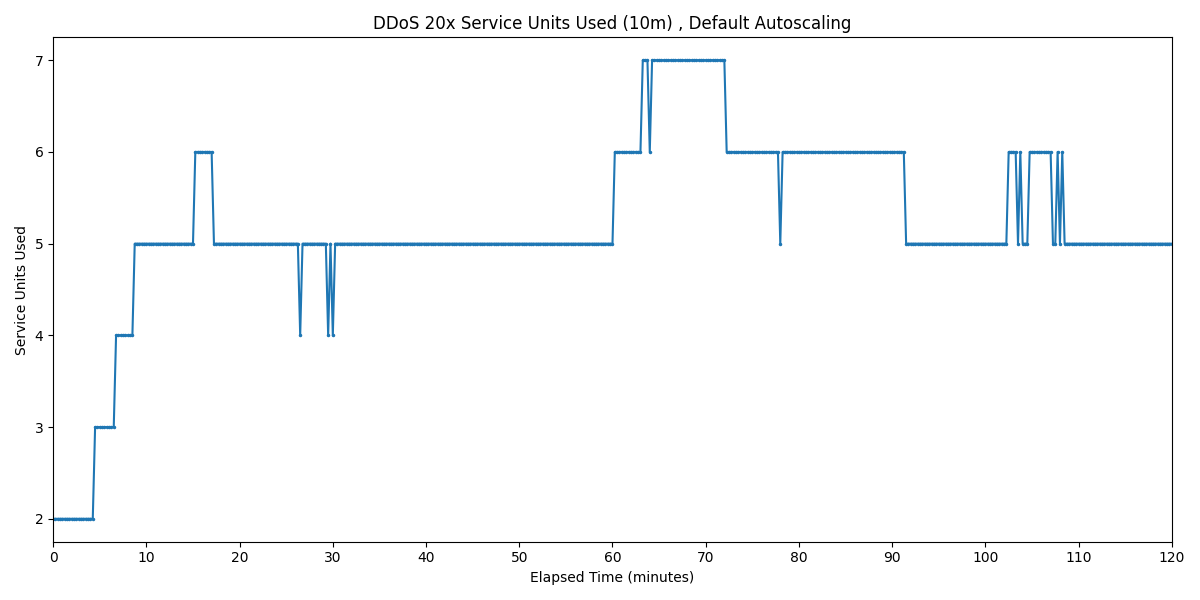 DDoS 20x Service Units Used (10m) , Default Autoscaling
Service Units Used
7
6
5
4
3
2
0 10 20 30 40 50 60 70 80 90 100 110 120
Elapsed Time (minutes)